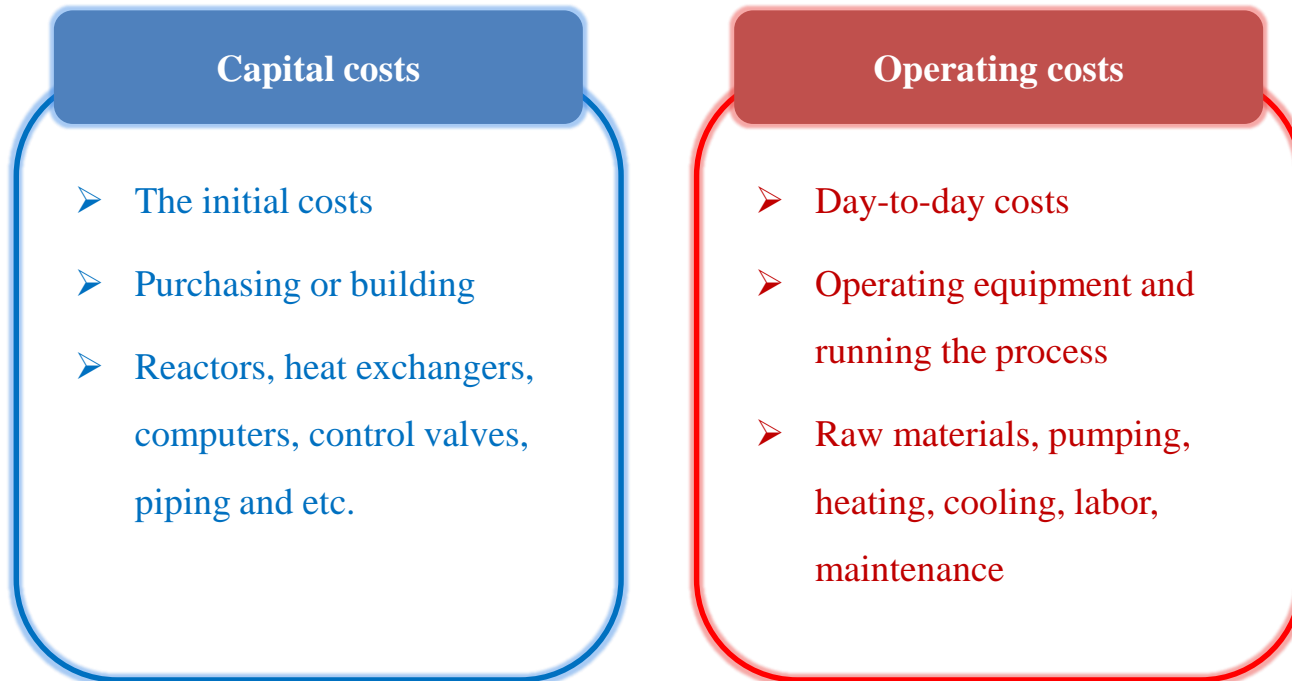 Capital costs
➢ The initial costs
➢ Purchasing or building
➢ Reactors, heat exchangers,
computers, control valves,
piping and etc.
Operating costs
➢ Day-to-day costs
➢ Operating equipment and
running the process
➢ Raw materials, pumping,
heating, cooling, labor,
maintenance